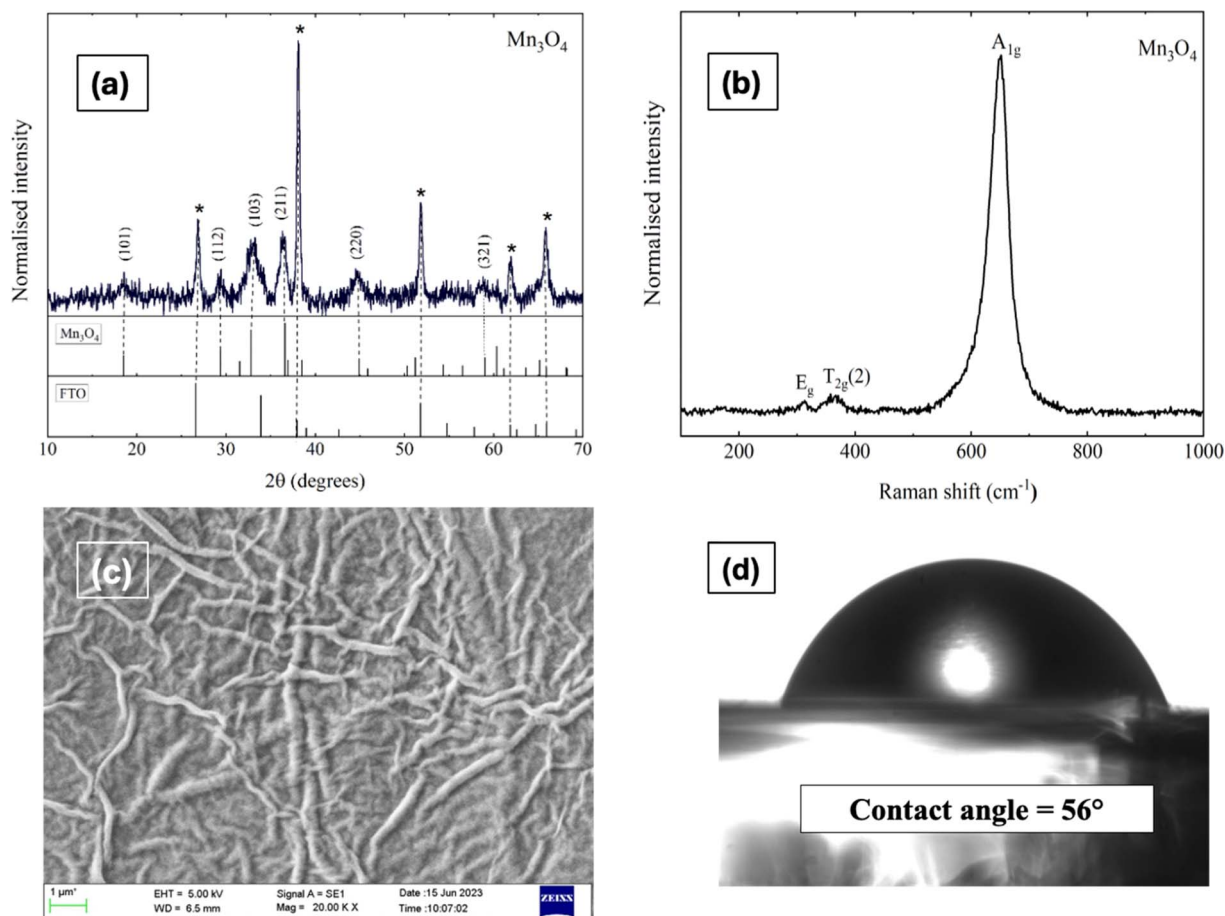 (a)
Mn₃O₄
*
*
*
*
*
(101)
(112)
(103)
(211)
(220)
(321)
Normalised intensity
Mn₃O₄
FTO
10 20 30 40 50 60 70
2θ (degrees)
(b)
A₁g
Mn₃O₄
Eg
T₂g(2)
Normalised intensity
200 400 600 800 1000
Raman shift (cm⁻¹)
(c)
1 µm*
EHT = 5.00 kV Signal A = SE1 Date :15 Jun 2023
WD = 6.5 mm Mag = 20.00 K X Time :10:07:02
ZEISS
(d)
Contact angle = 56°